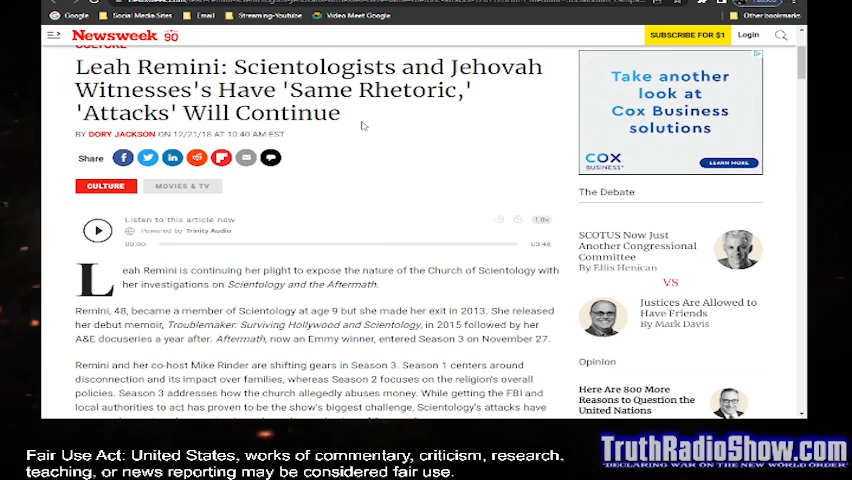 Google
Social Media Sites
Email
Streaming-Youtube
Video Meet Google
Other bookmarks
Newsweek 90
SUBSCRIBE FOR $1
Login
CULTURE
Leah Remini: Scientologists and Jehovah
Witnesses's Have 'Same Rhetoric,'
'Attacks' Will Continue
BY DORY JACKSON ON 12/21/18 AT 10:40 AM EST
Share
CULTURE
MOVIES & TV
Listen to this article now
Powered by Trinity Audio
1.0x
00:00
03:46
Leah Remini is continuing her plight to expose the nature of the Church of Scientology with
her investigations on Scientology and the Aftermath.
Remini, 48, became a member of Scientology at age 9 but she made her exit in 2013. She released
her debut memoir, Troublemaker: Surviving Hollywood and Scientology, in 2015 followed by her
A&E docuseries a year after. Aftermath, now an Emmy winner, entered Season 3 on November 27.
Remini and her co-host Mike Rinder are shifting gears in Season 3. Season 1 centers around
disconnection and its impact over families, whereas Season 2 focuses on the religion's overall
policies. Season 3 addresses how the church allegedly abuses money. While getting the FBI and
local authorities to act has proven to be the show's biggest challenge, Scientology's attacks have
Take another
look at
Cox Business
solutions
COX
BUSINESS
LEARN MORE
The Debate
SCOTUS Now Just
Another Congressional
Committee
By Ellis Henican
VS
Justices Are Allowed to
Have Friends
By Mark Davis
Opinion
Here Are 800 More
Reasons to Question the
United Nations
Fair Use Act: United States, works of commentary, criticism, research,
teaching, or news reporting may be considered fair use.
TruthRadioShow.com
"DECLARING WAR ON THE NEW WORLD ORDER"